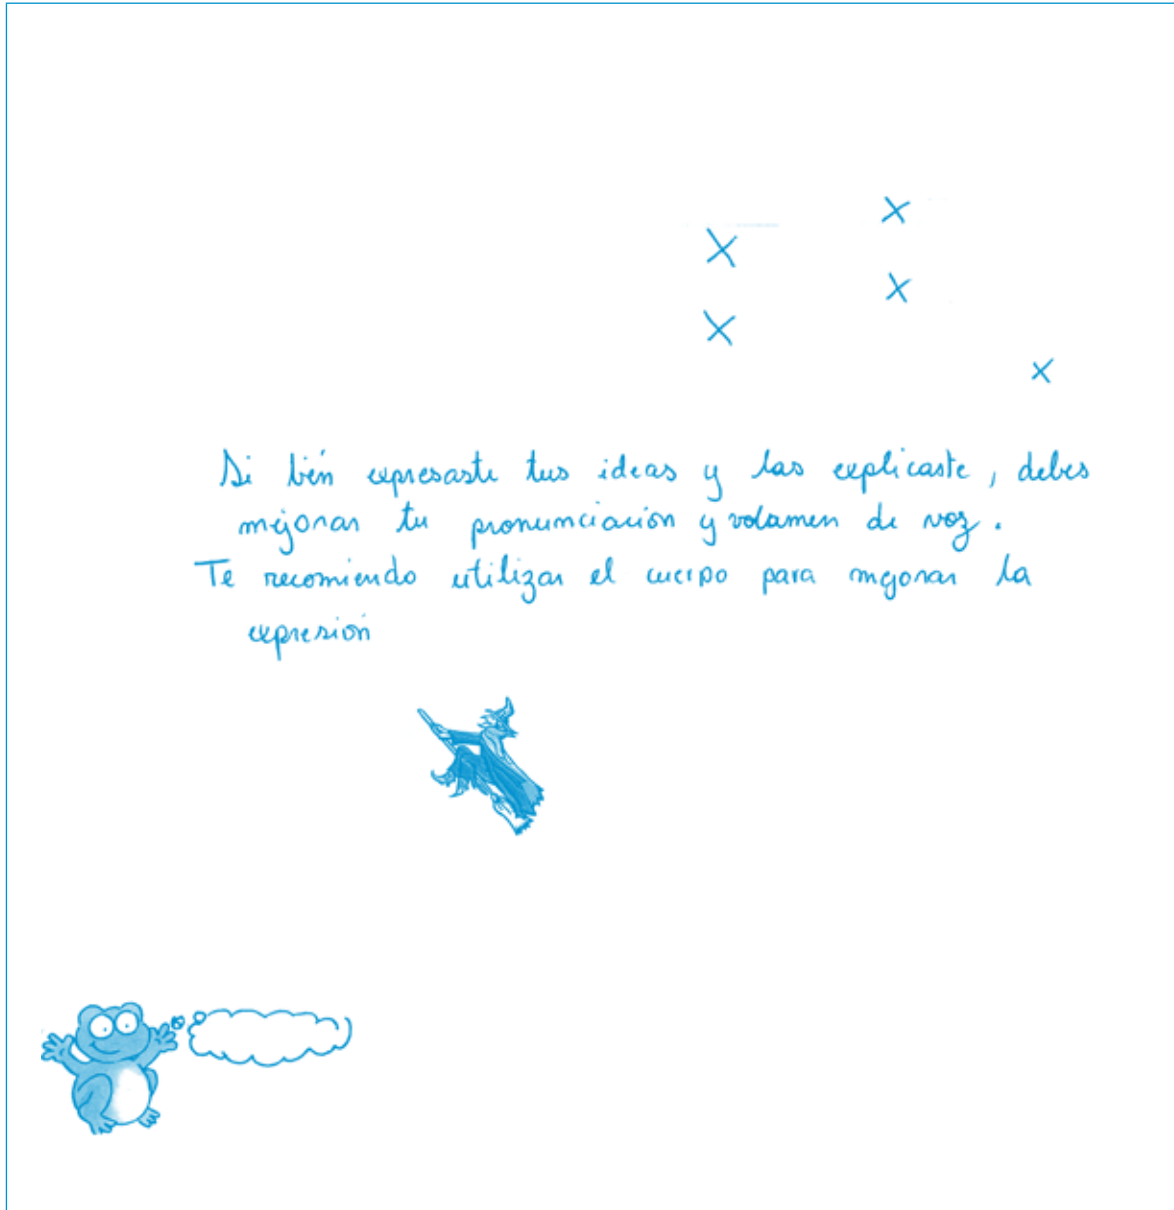 Si bién expresaste tus ideas y las explicaste, debes
mejorar tu pronunciación y volumen de voz.
Te recomiendo utilizar el cuerpo para mejorar la
expresión